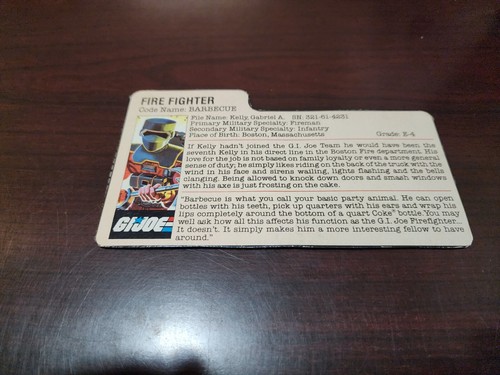 FIRE FIGHTER
Code Name: BARBECUE
File Name: Kelly, Gabriel A. SN: 321-61-4231
Primary Military Specialty: Fireman
Secondary Military Specialty: Infantry
Place of Birth: Boston, Massachusetts Grade: E-4
If Kelly hadn't joined the G.I. Joe Team he would have been the
seventh Kelly in his direct line in the Boston Fire department. His
love for the job is not based on family loyalty or even a more general
sense of duty; he simply likes riding on the back of the truck with the
wind in his face and sirens wailing, lights flashing and the bells
clanging. Being allowed to knock down doors and smash windows
with his axe is just frosting on the cake.
"Barbecue is what you call your basic party animal. He can open
bottles with his teeth, pick up quarters with his ears and wrap his
lips completely around the bottom of a quart Coke® bottle. You may
well ask how all this affects his function as the G.I. Joe Firefighter...
It doesn't. It simply makes him a more interesting fellow to have
around."
G.I. JOE